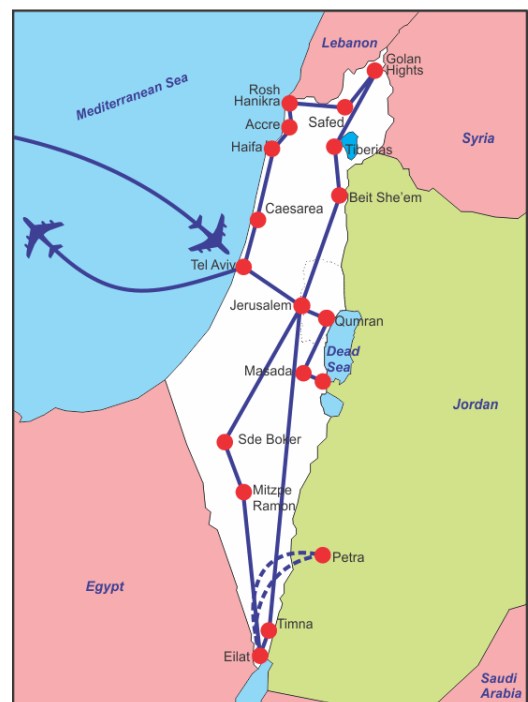 Lebanon
Golan
Hights
Mediterranean Sea
Rosh
Hanikra
Safed
Accre
Syria
Haifa
Tiberias
Beit She'em
Caesarea
Tel Aviv
Jerusalem
Qumran
Dead
Sea
Masada
Jordan
Sde Boker
Mitzpe
Ramon
Petra
Egypt
Timna
Eilat
Saudi
Arabia